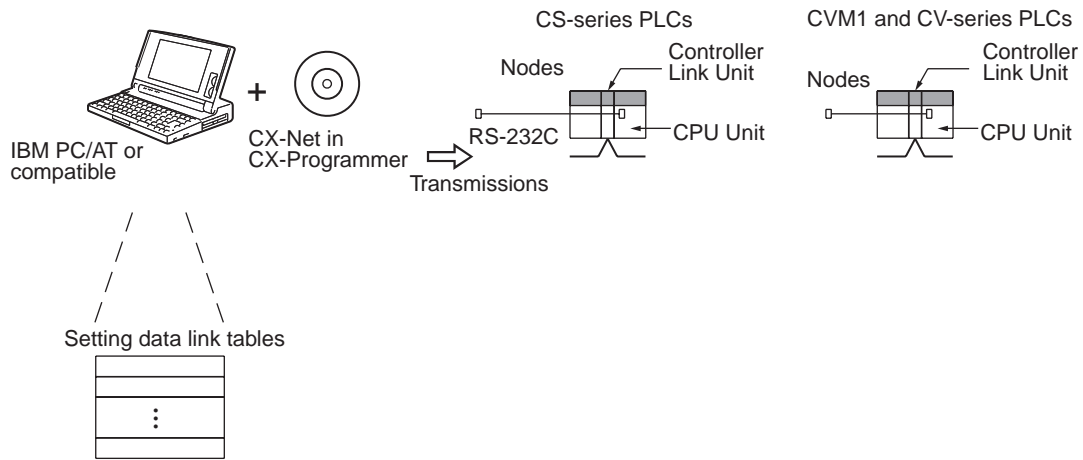 CS-series PLCs
CVM1 and CV-series PLCs
Nodes
Controller
Link Unit
Nodes
Controller
Link Unit
+
RS-232C
CPU Unit
CPU Unit
IBM PC/AT or
compatible
CX-Net in
CX-Programmer
Transmissions
Setting data link tables